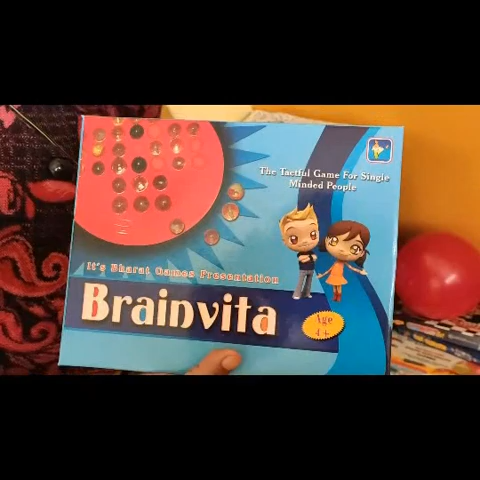 The Tactful Game For Single
Minded People
It's Bharat Games Presentation
Brainvita
Age
4+